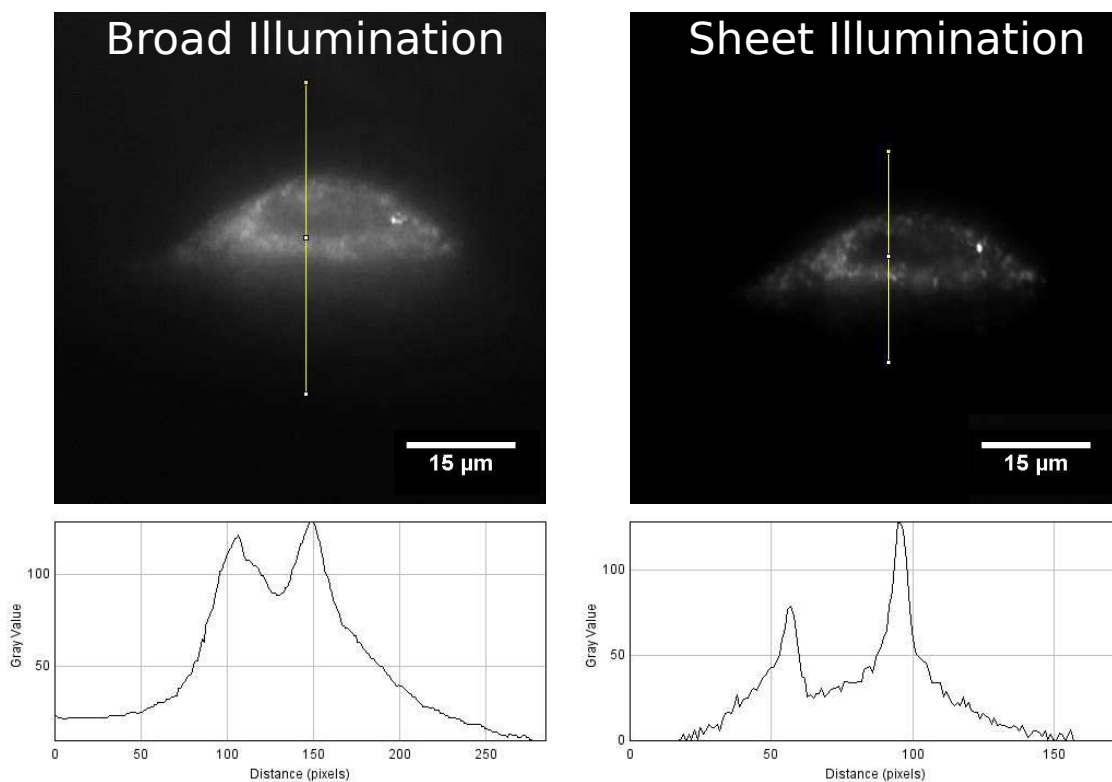 Broad Illumination
Sheet Illumination
15 µm
15 µm
100
50
Gray Value
0
50
100
150
200
250
Distance (pixels)
100
50
0
Gray Value
0
50
100
150
Distance (pixels)